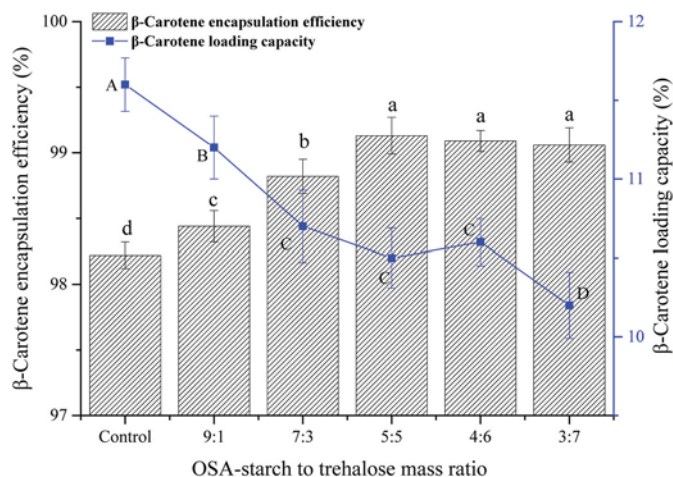 β-Carotene encapsulation efficiency
β-Carotene loading capacity
β-Carotene encapsulation efficiency (%)
100
99
98
97
12
11
10
β-Carotene loading capacity (%)
A
B
C
C
C
D
d
c
b
a
a
a
Control 9:1 7:3 5:5 4:6 3:7
OSA-starch to trehalose mass ratio